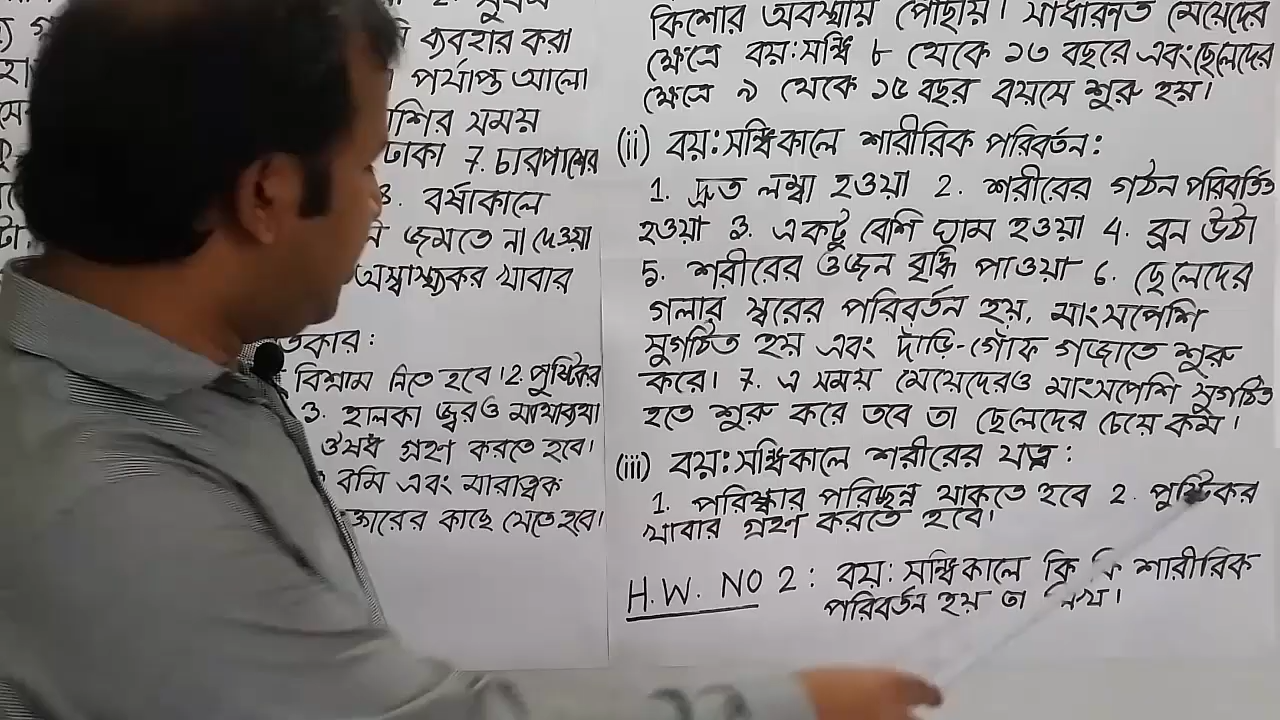 ব্যবহার করা
পর্যাপ্ত আলো
সময়
ঢাকা 7. চারপাশের
বর্ষাকালে
জমতে না দেওয়া
অস্বাস্থ্যকর খাবার
বিশ্রাম নিতে হবে। 2. পুষ্টিকর
3. হালকা জ্বর ও মাথাব্যথা
ঔষধ গ্রহণ করতে হবে।
বমি এবং মারাত্বক
কাছে যেতে হবে।
কিশোর অবস্থায় পৌছায়। সাধারণত মেয়েদের
ক্ষেত্রে বয়:সন্ধি ৮ থেকে ১৩ বছরে এবং ছেলেদের
ক্ষেত্রে ৯ থেকে ১৫ বছর বয়সে শুরু হয়।
(ii) বয়:সন্ধিকালে শারীরিক পরিবর্তন:
1. দ্রুত লম্বা হওয়া 2. শরীরের গঠন পরিবর্তিত
হওয়া 3. একটু বেশি ঘাম হওয়া 4. ব্রন উঠা
5. শরীরের ওজন বৃদ্ধি পাওয়া 6. ছেলেদের
গলার স্বরের পরিবর্তন হয়, মাংসপেশি
সুগঠিত হয় এবং দাঁড়ি-গোঁফ গজাতে শুরু
করে। 7. এ সময় মেয়েদেরও মাংসপেশি সুগঠিত
হতে শুরু করে তবে তা ছেলেদের চেয়ে কম।
(iii) বয়:সন্ধিকালে শরীরের যত্ন:
1. পরিষ্কার পরিচ্ছন্ন থাকতে হবে 2. পুষ্টিকর
খাবার গ্রহণ করতে হবে।
H.W. NO 2: বয়:সন্ধিকালে কি কি শারীরিক
পরিবর্তন হয় তা